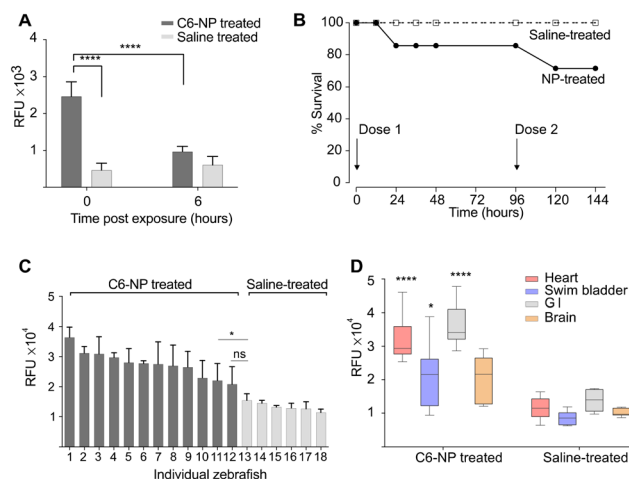 A
C6-NP treated
Saline treated
****
****
RFU ×10³
4
3
2
1
0
6
Time post exposure (hours)
B
100
80
60
40
20
0
% Survival
Saline-treated
NP-treated
Dose 1
Dose 2
0 24 48 72 96 120 144
Time (hours)
C
C6-NP treated
Saline-treated
*
ns
RFU ×10⁴
5
4
3
2
1
1 2 3 4 5 6 7 8 9 10 11 12 13 14 15 16 17 18
Individual zebrafish
D
**** * ****
Heart
Swim bladder
G I
Brain
RFU ×10⁴
5
4
3
2
1
C6-NP treated
Saline-treated